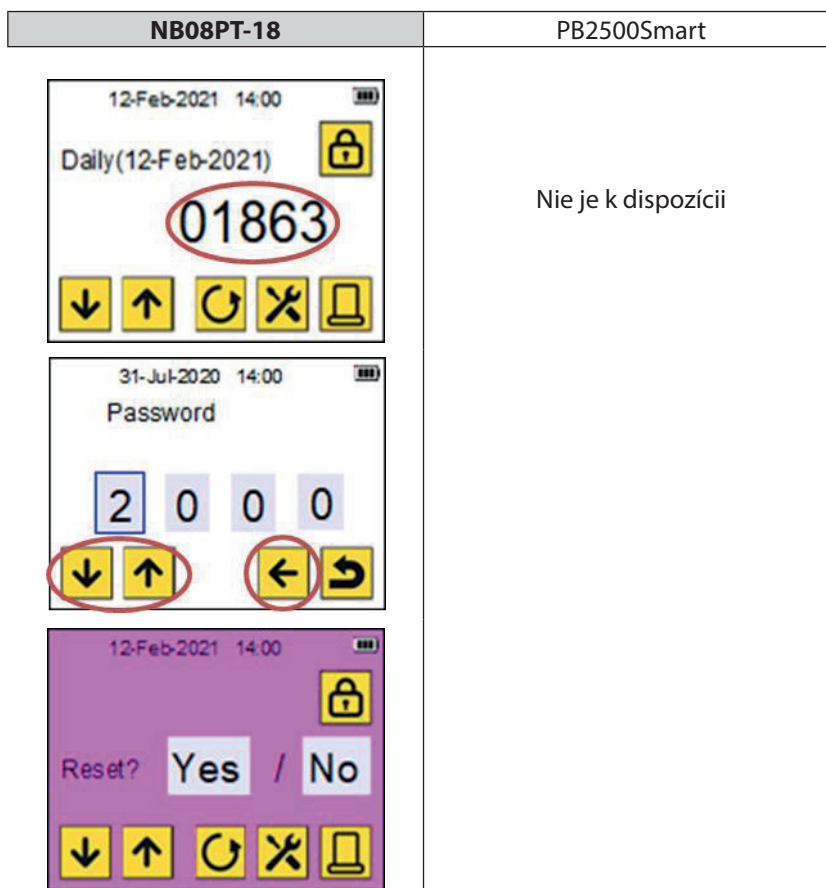 NB08PT-18
PB2500Smart
12-Feb-2021 14:00
Daily(12-Feb-2021)
01863
Nie je k dispozícii
31-Jul-2020 14:00
Password
2 0 0 0
12-Feb-2021 14:00
Reset? Yes / No